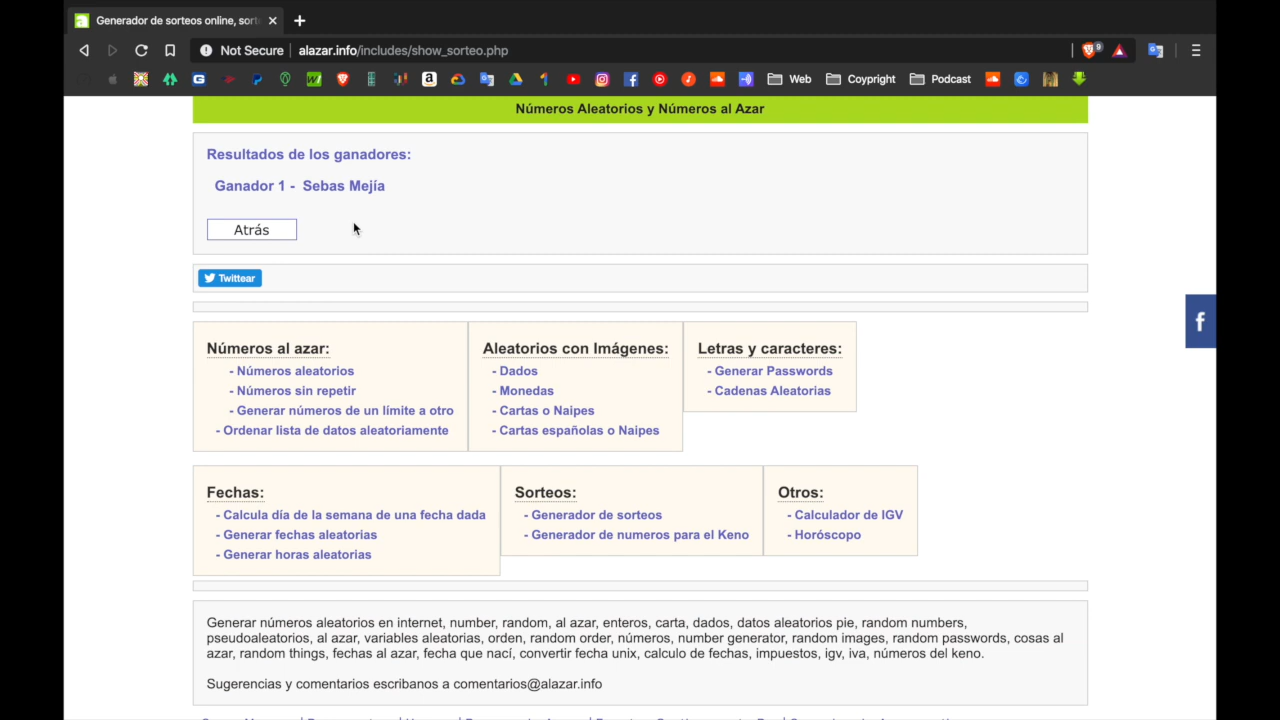 Generador de sorteos online, sort
Not Secure
alazar.info/includes/show_sorteo.php
9
Web
Coypright
Podcast
Números Aleatorios y Números al Azar
Resultados de los ganadores:
Ganador 1 - Sebas Mejía
Atrás
Twittear
Números al azar:
- Números aleatorios
- Números sin repetir
- Generar números de un límite a otro
- Ordenar lista de datos aleatoriamente
Aleatorios con Imágenes:
- Dados
- Monedas
- Cartas o Naipes
- Cartas españolas o Naipes
Letras y caracteres:
- Generar Passwords
- Cadenas Aleatorias
Fechas:
- Calcula día de la semana de una fecha dada
- Generar fechas aleatorias
- Generar horas aleatorias
Sorteos:
- Generador de sorteos
- Generador de numeros para el Keno
Otros:
- Calculador de IGV
- Horóscopo
Generar números aleatorios en internet, number, random, al azar, enteros, carta, dados, datos aleatorios pie, random numbers,
pseudoaleatorios, al azar, variables aleatorias, orden, random order, números, number generator, random images, random passwords, cosas al
azar, random things, fechas al azar, fecha que nací, convertir fecha unix, calculo de fechas, impuestos, igv, iva, números del keno.
Sugerencias y comentarios escribanos a comentarios@alazar.info